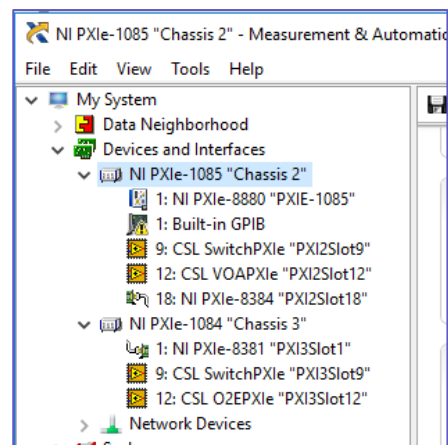 NI PXIe-1085 "Chassis 2" - Measurement & Automatic
File Edit View Tools Help
My System
Data Neighborhood
Devices and Interfaces
NI PXIe-1085 "Chassis 2"
1: NI PXIe-8880 "PXIE-1085"
1: Built-in GPIB
9: CSL SwitchPXIe "PXI2Slot9"
12: CSL VOAPXIe "PXI2Slot12"
18: NI PXIe-8384 "PXI2Slot18"
NI PXIe-1084 "Chassis 3"
1: NI PXIe-8381 "PXI3Slot1"
9: CSL SwitchPXIe "PXI3Slot9"
12: CSL O2EPXIe "PXI3Slot12"
Network Devices